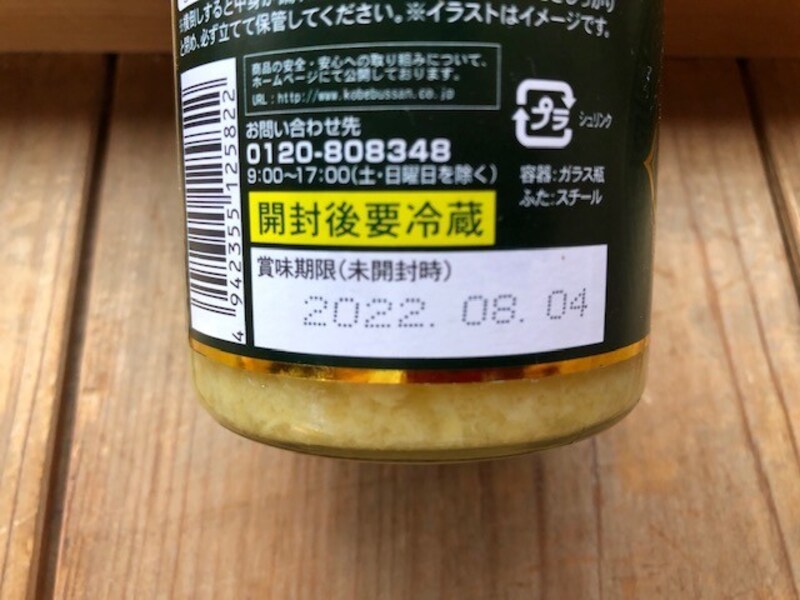 と努め、必ず立てて保管してください。※イラストはイメージです。
商品の安全・安心への取り組みについて、
ホームページにて公開しております。
URL：http://www.kobebussan.co.jp
お問い合わせ先
0120-808348
9:00~17:00(土・日曜日を除く)
プラ
シュリンク
容器:ガラス瓶
ふた:スチール
開封後要冷蔵
賞味期限(未開封時)
2022. 08. 04
4 942355 125822